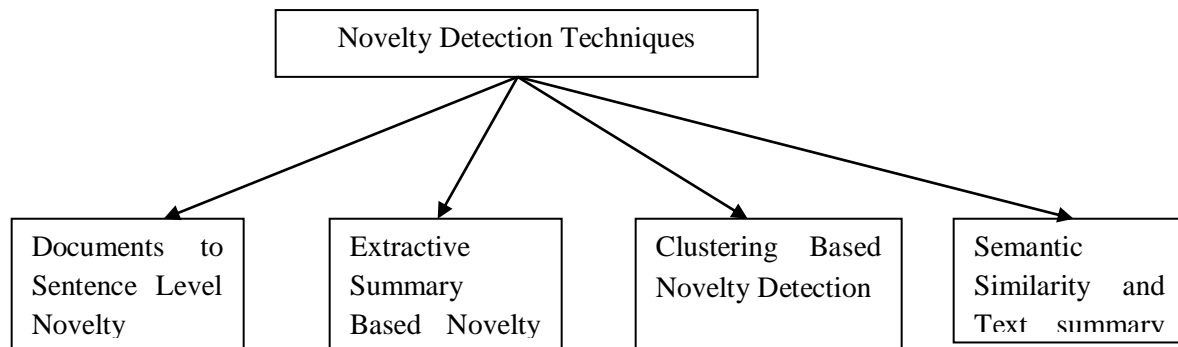 Novelty Detection Techniques
Documents to
Sentence Level
Novelty
Extractive
Summary
Based Novelty
Clustering Based
Novelty Detection
Semantic
Similarity and
Text summary